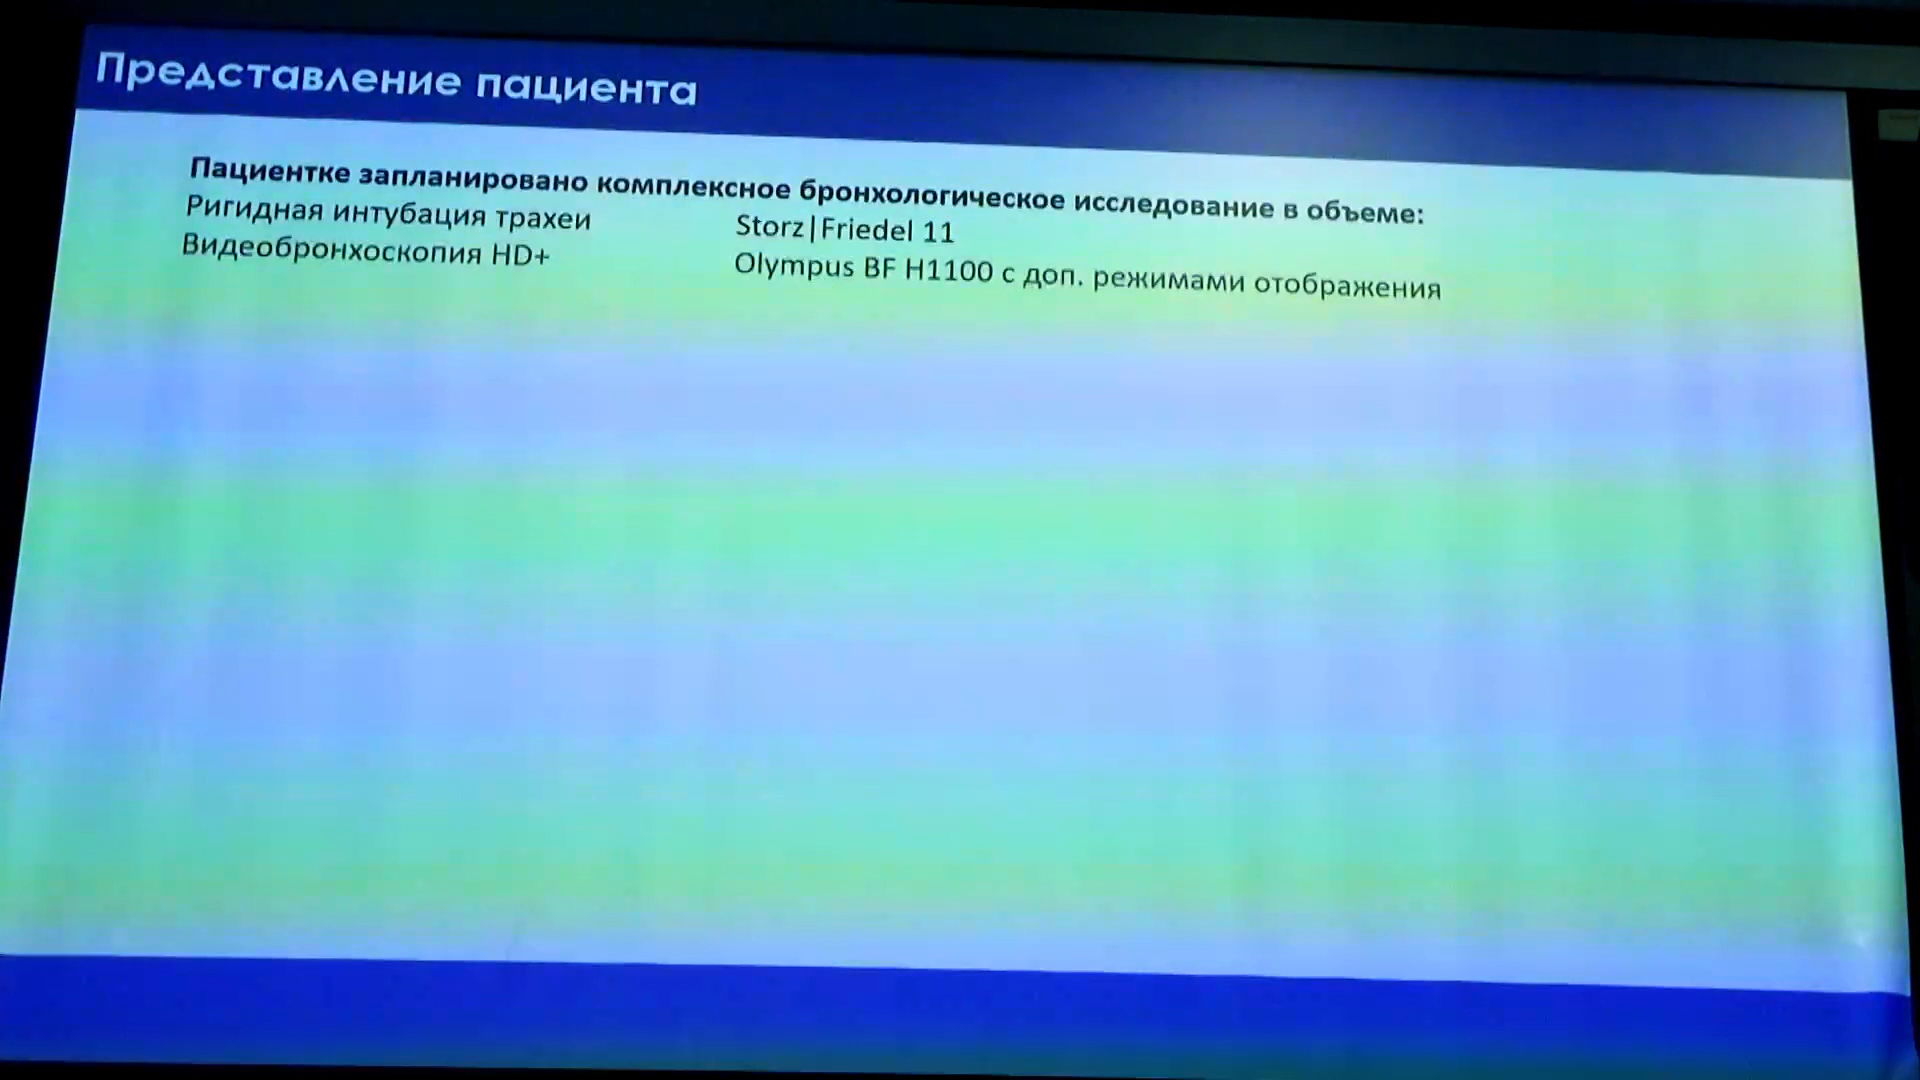 Представление пациента
Пациентке запланировано комплексное бронхологическое исследование в объеме:
Ригидная интубация трахеи Storz|Friedel 11
Видеобронхоскопия HD+ Olympus BF H1100 с доп. режимами отображения